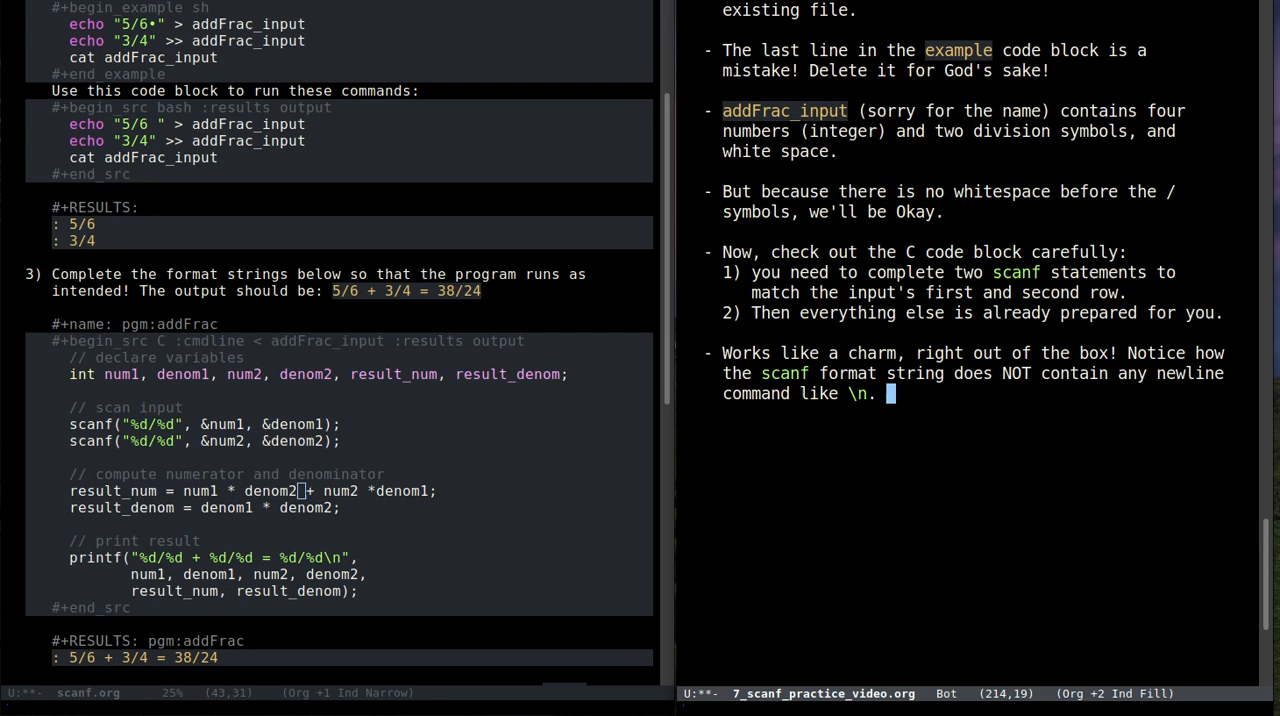 #+begin_example sh
echo "5/6•" > addFrac_input
echo "3/4" >> addFrac_input
cat addFrac_input
#+end_example
Use this code block to run these commands:
#+begin_src bash :results output
echo "5/6 " > addFrac_input
echo "3/4" >> addFrac_input
cat addFrac_input
#+end_src
#+RESULTS:
: 5/6
: 3/4
3) Complete the format strings below so that the program runs as
intended! The output should be: 5/6 + 3/4 = 38/24
#+name: pgm:addFrac
#+begin_src C :cmdline < addFrac_input :results output
// declare variables
int num1, denom1, num2, denom2, result_num, result_denom;
// scan input
scanf("%d/%d", &num1, &denom1);
scanf("%d/%d", &num2, &denom2);
// compute numerator and denominator
result_num = num1 * denom2 + num2 *denom1;
result_denom = denom1 * denom2;
// print result
printf("%d/%d + %d/%d = %d/%d\n",
num1, denom1, num2, denom2,
result_num, result_denom);
#+end_src
#+RESULTS: pgm:addFrac
: 5/6 + 3/4 = 38/24
U:**- scanf.org 25% (43,31) (Org +1 Ind Narrow)
existing file.
- The last line in the example code block is a
mistake! Delete it for God's sake!
- addFrac_input (sorry for the name) contains four
numbers (integer) and two division symbols, and
white space.
- But because there is no whitespace before the /
symbols, we'll be Okay.
- Now, check out the C code block carefully:
1) you need to complete two scanf statements to
match the input's first and second row.
2) Then everything else is already prepared for you.
- Works like a charm, right out of the box! Notice how
the scanf format string does NOT contain any newline
command like \n.
U:**- 7_scanf_practice_video.org Bot (214,19) (Org +2 Ind Fill)